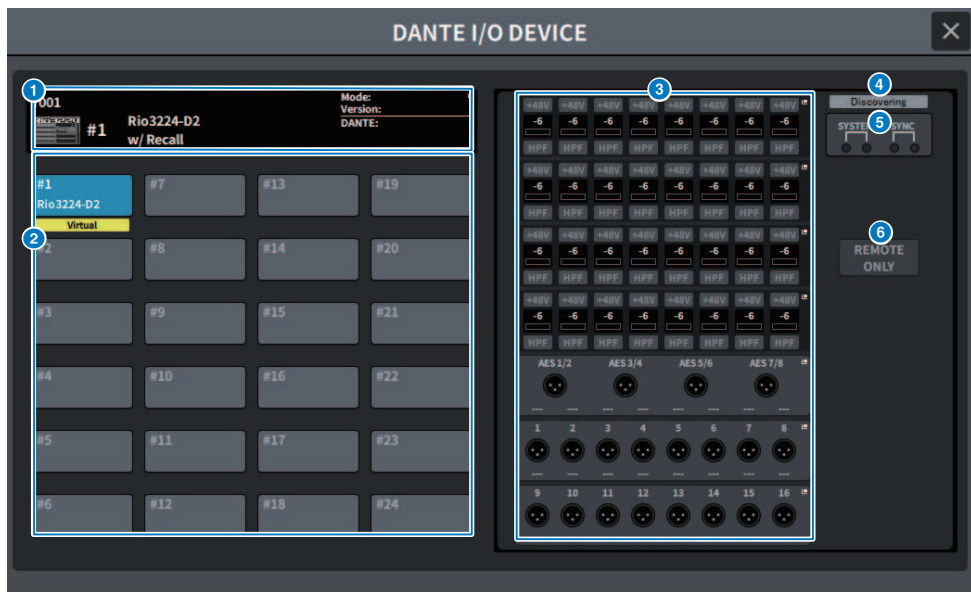 DANTE I/O DEVICE
1
001
Mode:
Version:
DANTE:
#1
Rio3224-D2
w/ Recall
2
#1
Rio3224-D2
Virtual
#7
#13
#19
#2
#8
#14
#20
#3
#9
#15
#21
#4
#10
#16
#22
#5
#11
#17
#23
#6
#12
#18
#24
3
+48V +48V +48V +48V +48V +48V +48V +48V
-6 -6 -6 -6 -6 -6 -6 -6
HPF HPF HPF HPF HPF HPF HPF HPF
+48V +48V +48V +48V +48V +48V +48V +48V
-6 -6 -6 -6 -6 -6 -6 -6
HPF HPF HPF HPF HPF HPF HPF HPF
+48V +48V +48V +48V +48V +48V +48V +48V
-6 -6 -6 -6 -6 -6 -6 -6
HPF HPF HPF HPF HPF HPF HPF HPF
+48V +48V +48V +48V +48V +48V +48V +48V
-6 -6 -6 -6 -6 -6 -6 -6
HPF HPF HPF HPF HPF HPF HPF HPF
AES 1/2 AES 3/4 AES 5/6 AES 7/8
--- --- --- --- --- --- --- ---
1 2 3 4 5 6 7 8
--- --- --- --- --- --- --- ---
9 10 11 12 13 14 15 16
4
Discovering
5
SYSTEM SYNC
6
REMOTE
ONLY